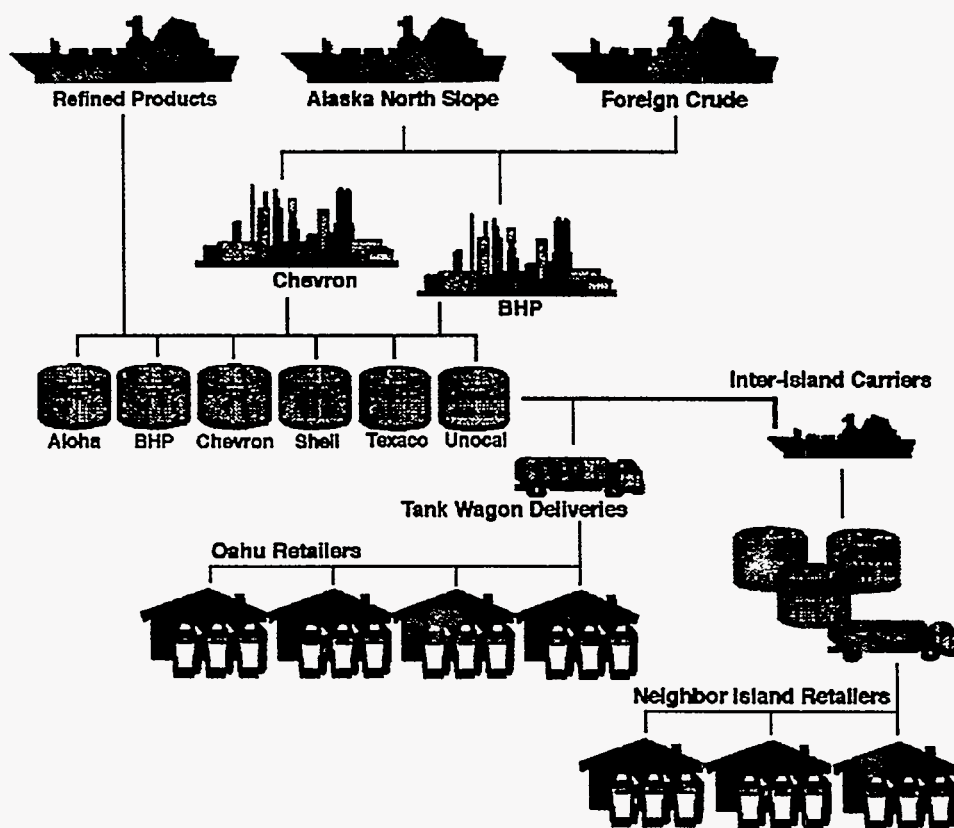 Refined Products
Alaska North Slope
Foreign Crude
Chevron
BHP
Inter-Island Carriers
Aloha
BHP
Chevron
Shell
Texaco
Unocal
Tank Wagon Deliveries
Oahu Retailers
Neighbor Island Retailers